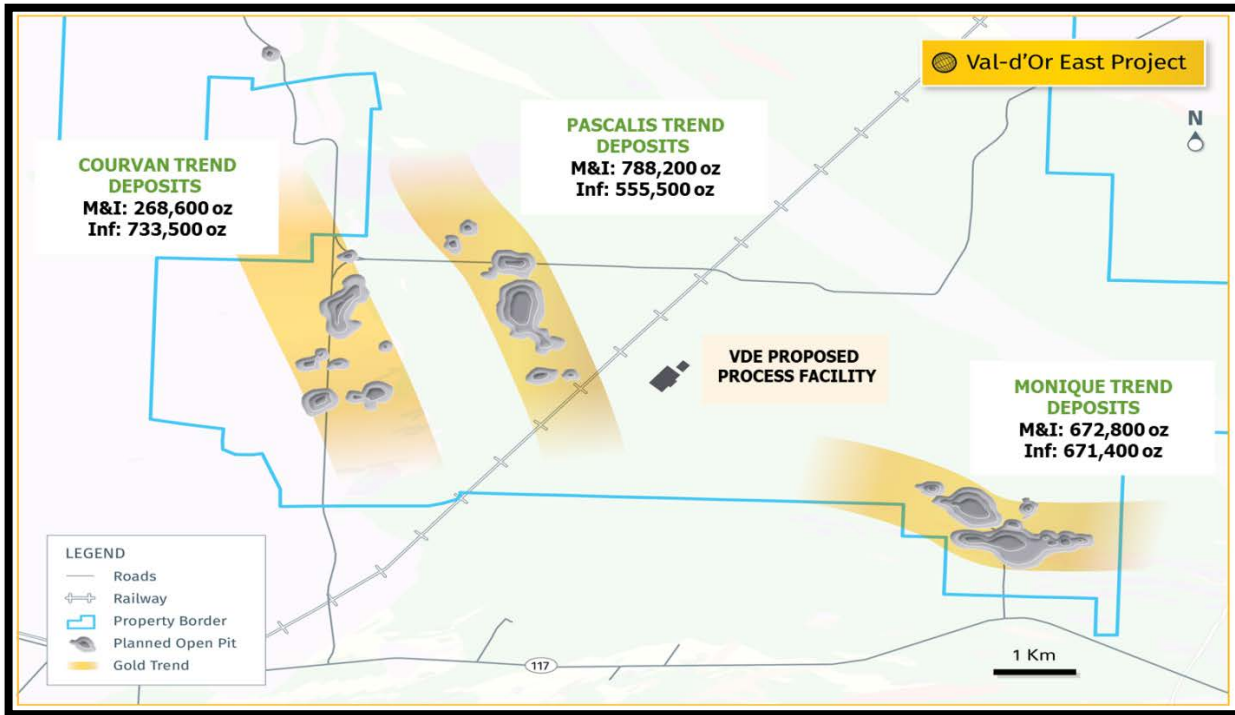 Val-d'Or East Project
N
COURVAN TREND
DEPOSITS
M&I: 268,600 oz
Inf: 733,500 oz
PASCALIS TREND
DEPOSITS
M&I: 788,200 oz
Inf: 555,500 oz
VDE PROPOSED
PROCESS FACILITY
MONIQUE TREND
DEPOSITS
M&I: 672,800 oz
Inf: 671,400 oz
LEGEND
Roads
Railway
Property Border
Planned Open Pit
Gold Trend
117
1 Km